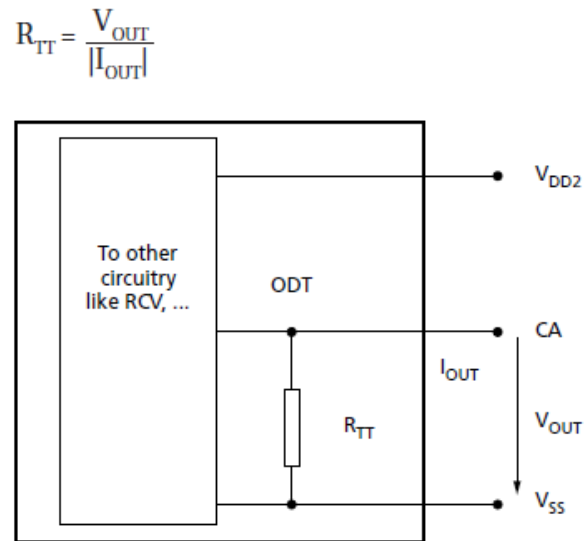 R_TT = V_OUT / |I_OUT|
V_DD2
To other
circuitry
like RCV, ...
ODT
CA
I_OUT
R_TT
V_OUT
V_SS